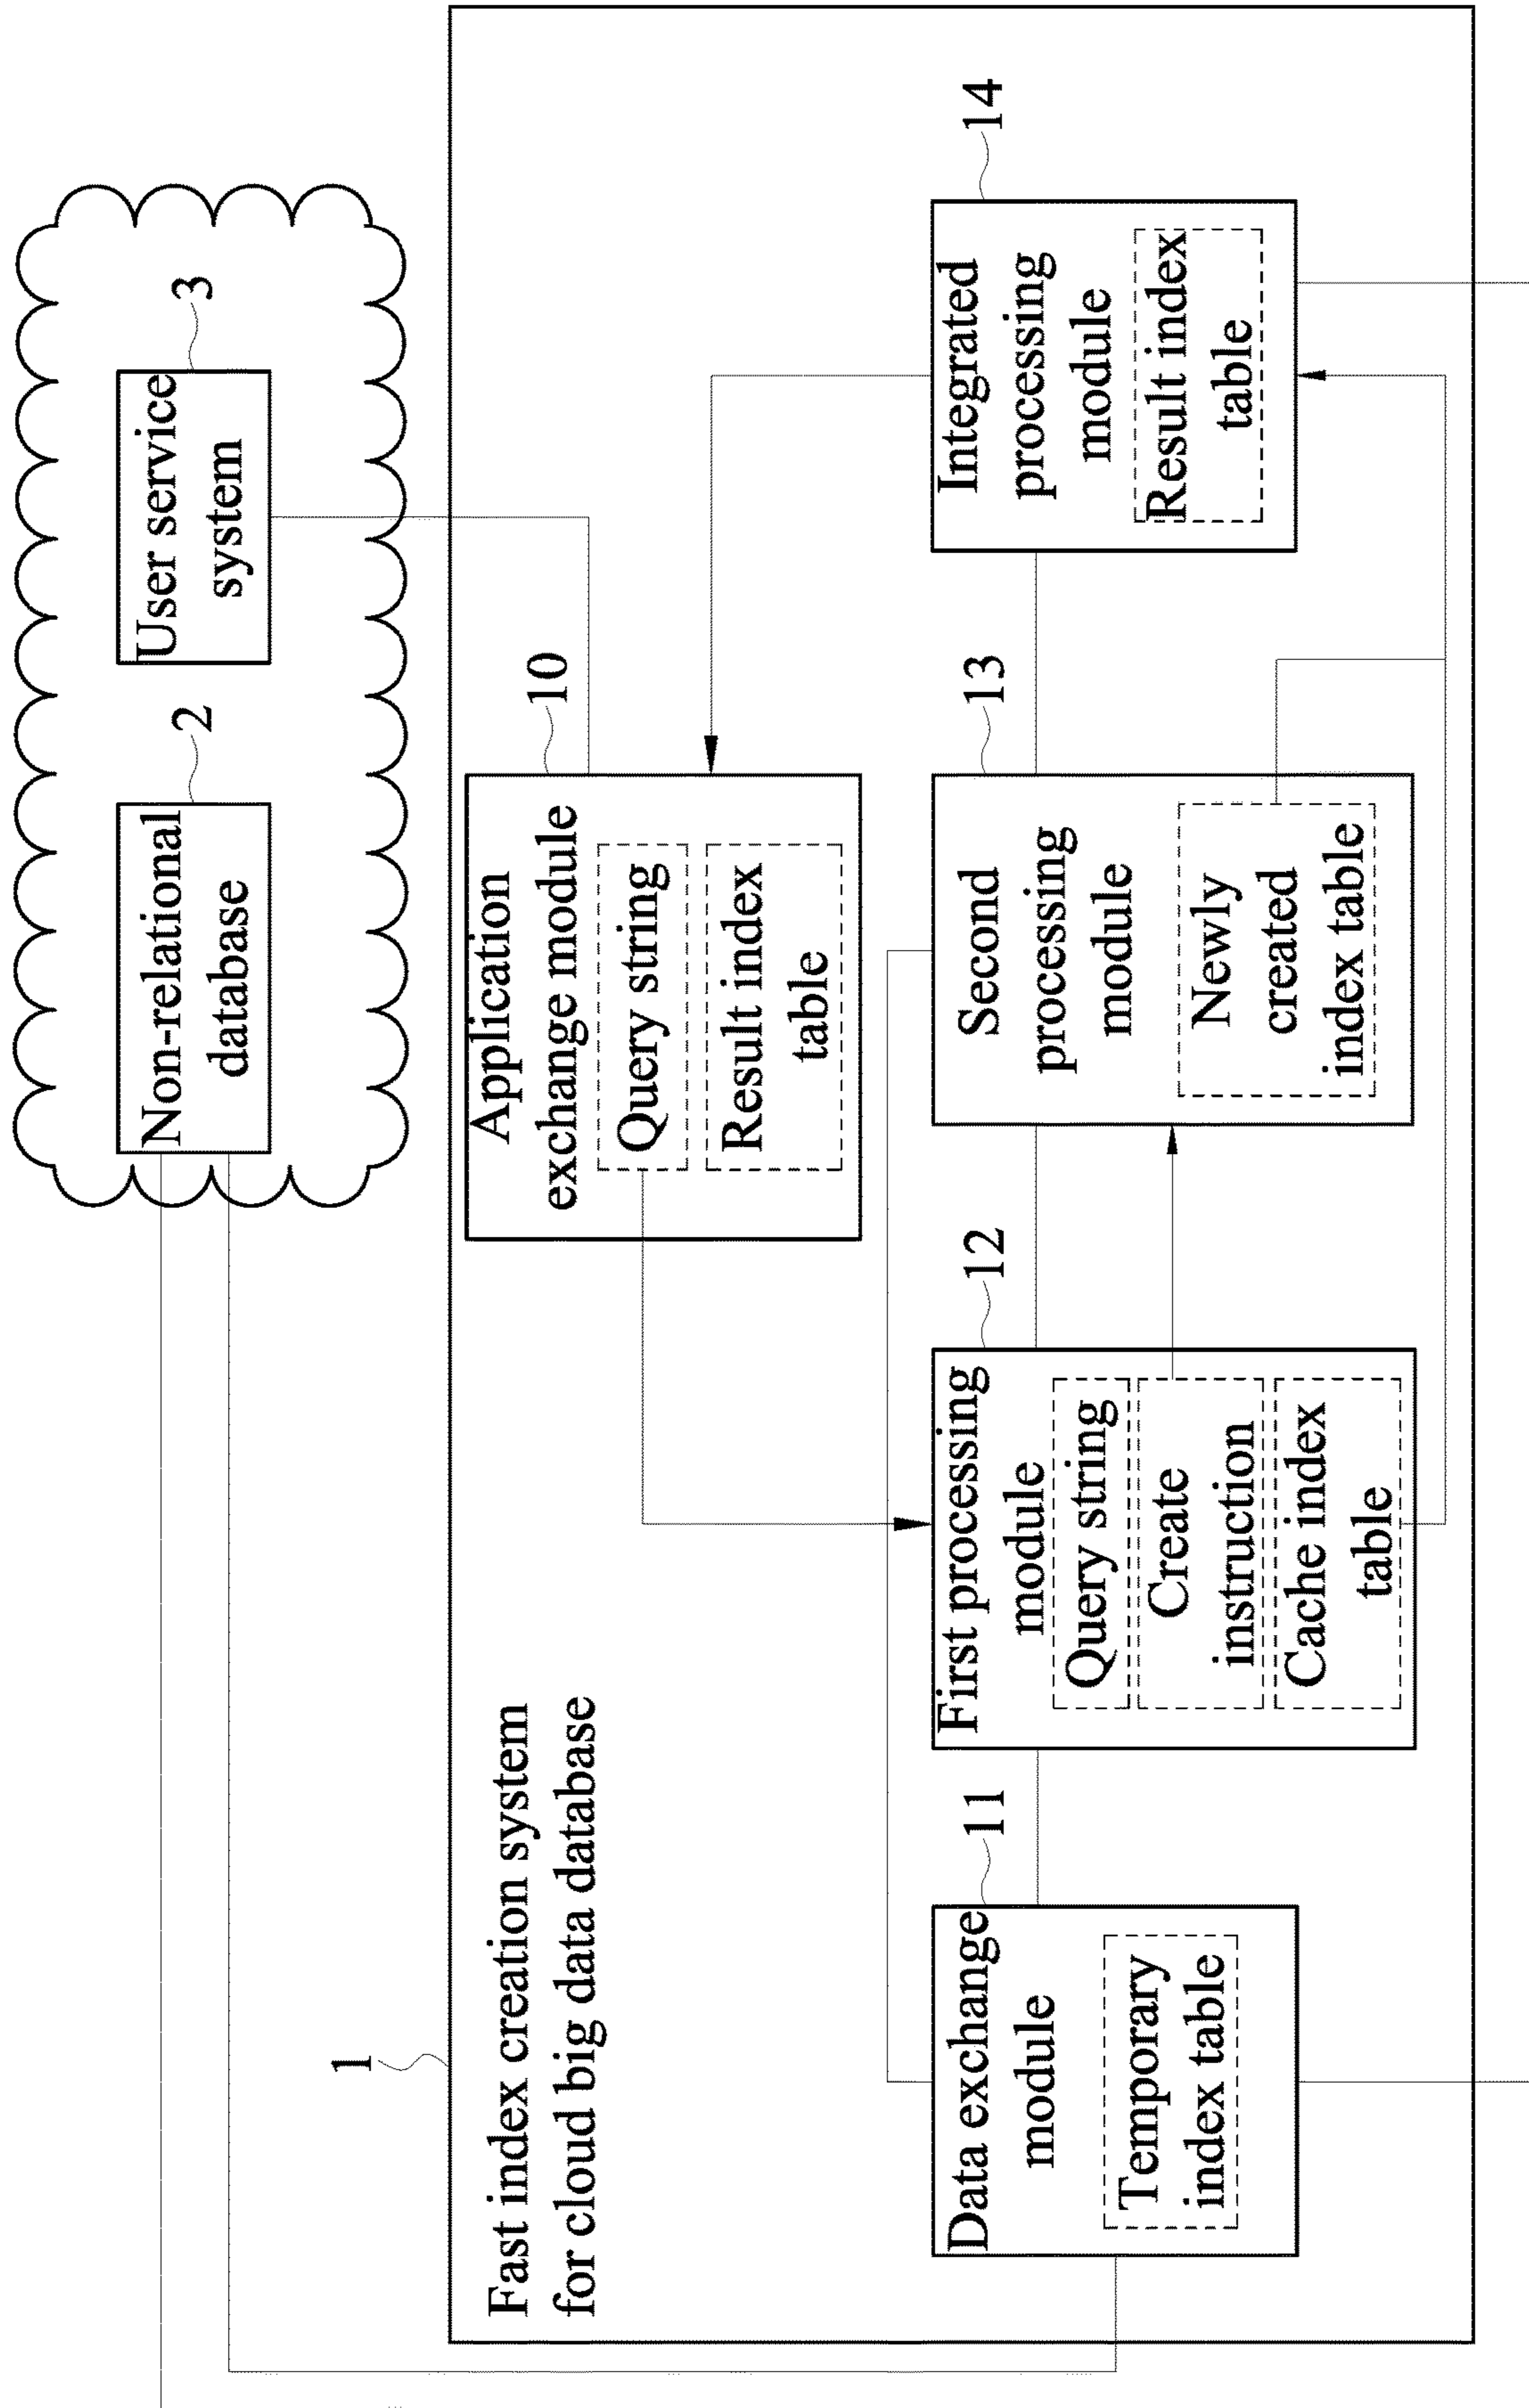 Non-relational
database
2
User service
system
3
1
Fast index creation system
for cloud big data database
Application
exchange module
Query string
Result index
table
10
Data exchange
module
Temporary
index table
11
First processing
module
Query string
Create
instruction
Cache index
table
12
Second
processing
module
Newly
created
index table
13
Integrated
processing
module
Result index
table
14